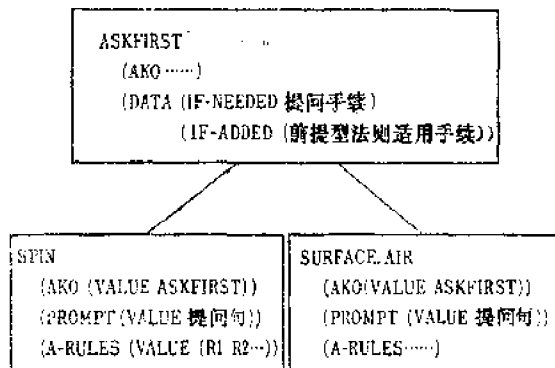 ASKFIRST
(AKO ……)
(DATA (IF-NEEDED 提问手续)
(IF-ADDED (前提型法则适用手续))
SPIN
(AKO (VALUE ASKFIRST))
(PROMPT (VALUE 提问句))
(A-RULES (VALUE (R1 R2…))
SURFACE.AIR
(AKO(VALUE ASKFIRST))
(PROMPT (VALUE 提问句))
(A-RULES……)